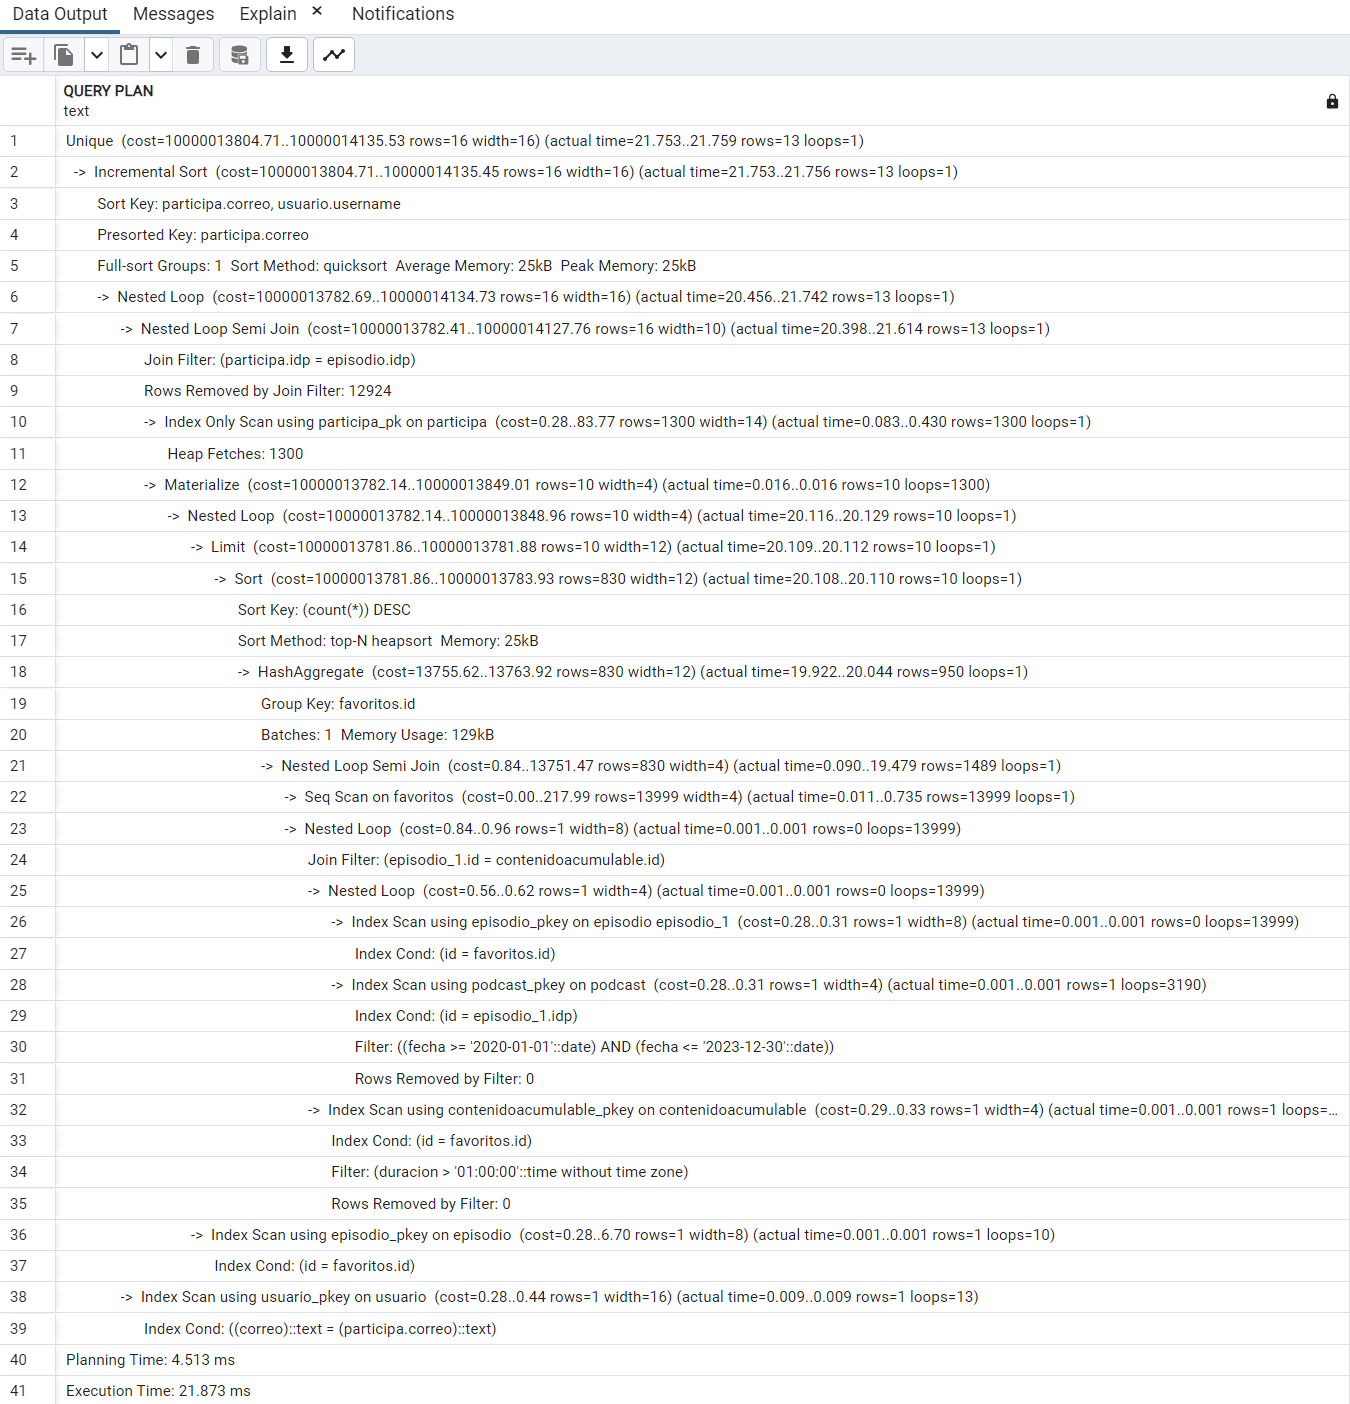 Data Output Messages Explain × Notifications
QUERY PLAN
text
1 Unique (cost=10000013804.71..10000014135.53 rows=16 width=16) (actual time=21.753..21.759 rows=13 loops=1)
2 -> Incremental Sort (cost=10000013804.71..10000014135.45 rows=16 width=16) (actual time=21.753..21.756 rows=13 loops=1)
3 Sort Key: participa.correo, usuario.username
4 Presorted Key: participa.correo
5 Full-sort Groups: 1 Sort Method: quicksort Average Memory: 25kB Peak Memory: 25kB
6 -> Nested Loop (cost=10000013782.69..10000014134.73 rows=16 width=16) (actual time=20.456..21.742 rows=13 loops=1)
7 -> Nested Loop Semi Join (cost=10000013782.41..10000014127.76 rows=16 width=10) (actual time=20.398..21.614 rows=13 loops=1)
8 Join Filter: (participa.idp = episodio.idp)
9 Rows Removed by Join Filter: 12924
10 -> Index Only Scan using participa_pk on participa (cost=0.28..83.77 rows=1300 width=14) (actual time=0.083..0.430 rows=1300 loops=1)
11 Heap Fetches: 1300
12 -> Materialize (cost=10000013782.14..10000013849.01 rows=10 width=4) (actual time=0.016..0.016 rows=10 loops=1300)
13 -> Nested Loop (cost=10000013782.14..10000013848.96 rows=10 width=4) (actual time=20.116..20.129 rows=10 loops=1)
14 -> Limit (cost=10000013781.86..10000013781.88 rows=10 width=12) (actual time=20.109..20.112 rows=10 loops=1)
15 -> Sort (cost=10000013781.86..10000013783.93 rows=830 width=12) (actual time=20.108..20.110 rows=10 loops=1)
16 Sort Key: (count(*)) DESC
17 Sort Method: top-N heapsort Memory: 25kB
18 -> HashAggregate (cost=13755.62..13763.92 rows=830 width=12) (actual time=19.922..20.044 rows=950 loops=1)
19 Group Key: favoritos.id
20 Batches: 1 Memory Usage: 129kB
21 -> Nested Loop Semi Join (cost=0.84..13751.47 rows=830 width=4) (actual time=0.090..19.479 rows=1489 loops=1)
22 -> Seq Scan on favoritos (cost=0.00..217.99 rows=13999 width=4) (actual time=0.011..0.735 rows=13999 loops=1)
23 -> Nested Loop (cost=0.84..0.96 rows=1 width=8) (actual time=0.001..0.001 rows=0 loops=13999)
24 Join Filter: (episodio_1.id = contenidoacumulable.id)
25 -> Nested Loop (cost=0.56..0.62 rows=1 width=4) (actual time=0.001..0.001 rows=0 loops=13999)
26 -> Index Scan using episodio_pkey on episodio episodio_1 (cost=0.28..0.31 rows=1 width=8) (actual time=0.001..0.001 rows=0 loops=13999)
27 Index Cond: (id = favoritos.id)
28 -> Index Scan using podcast_pkey on podcast (cost=0.28..0.31 rows=1 width=4) (actual time=0.001..0.001 rows=1 loops=3190)
29 Index Cond: (id = episodio_1.idp)
30 Filter: ((fecha >= '2020-01-01'::date) AND (fecha <= '2023-12-30'::date))
31 Rows Removed by Filter: 0
32 -> Index Scan using contenidoacumulable_pkey on contenidoacumulable (cost=0.29..0.33 rows=1 width=4) (actual time=0.001..0.001 rows=1 loops=...
33 Index Cond: (id = favoritos.id)
34 Filter: (duracion > '01:00:00'::time without time zone)
35 Rows Removed by Filter: 0
36 -> Index Scan using episodio_pkey on episodio (cost=0.28..6.70 rows=1 width=8) (actual time=0.001..0.001 rows=1 loops=10)
37 Index Cond: (id = favoritos.id)
38 -> Index Scan using usuario_pkey on usuario (cost=0.28..0.44 rows=1 width=16) (actual time=0.009..0.009 rows=1 loops=13)
39 Index Cond: ((correo)::text = (participa.correo)::text)
40 Planning Time: 4.513 ms
41 Execution Time: 21.873 ms